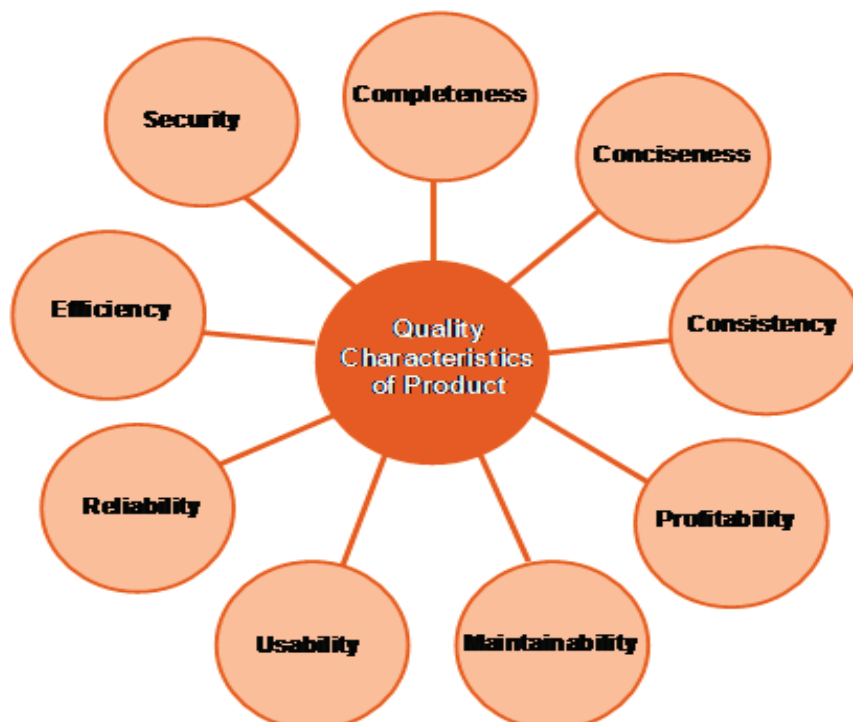 Completeness
Security
Conciseness
Efficiency
Consistency
Quality
Characteristics
of Product
Reliability
Profitability
Usability
Maintainability